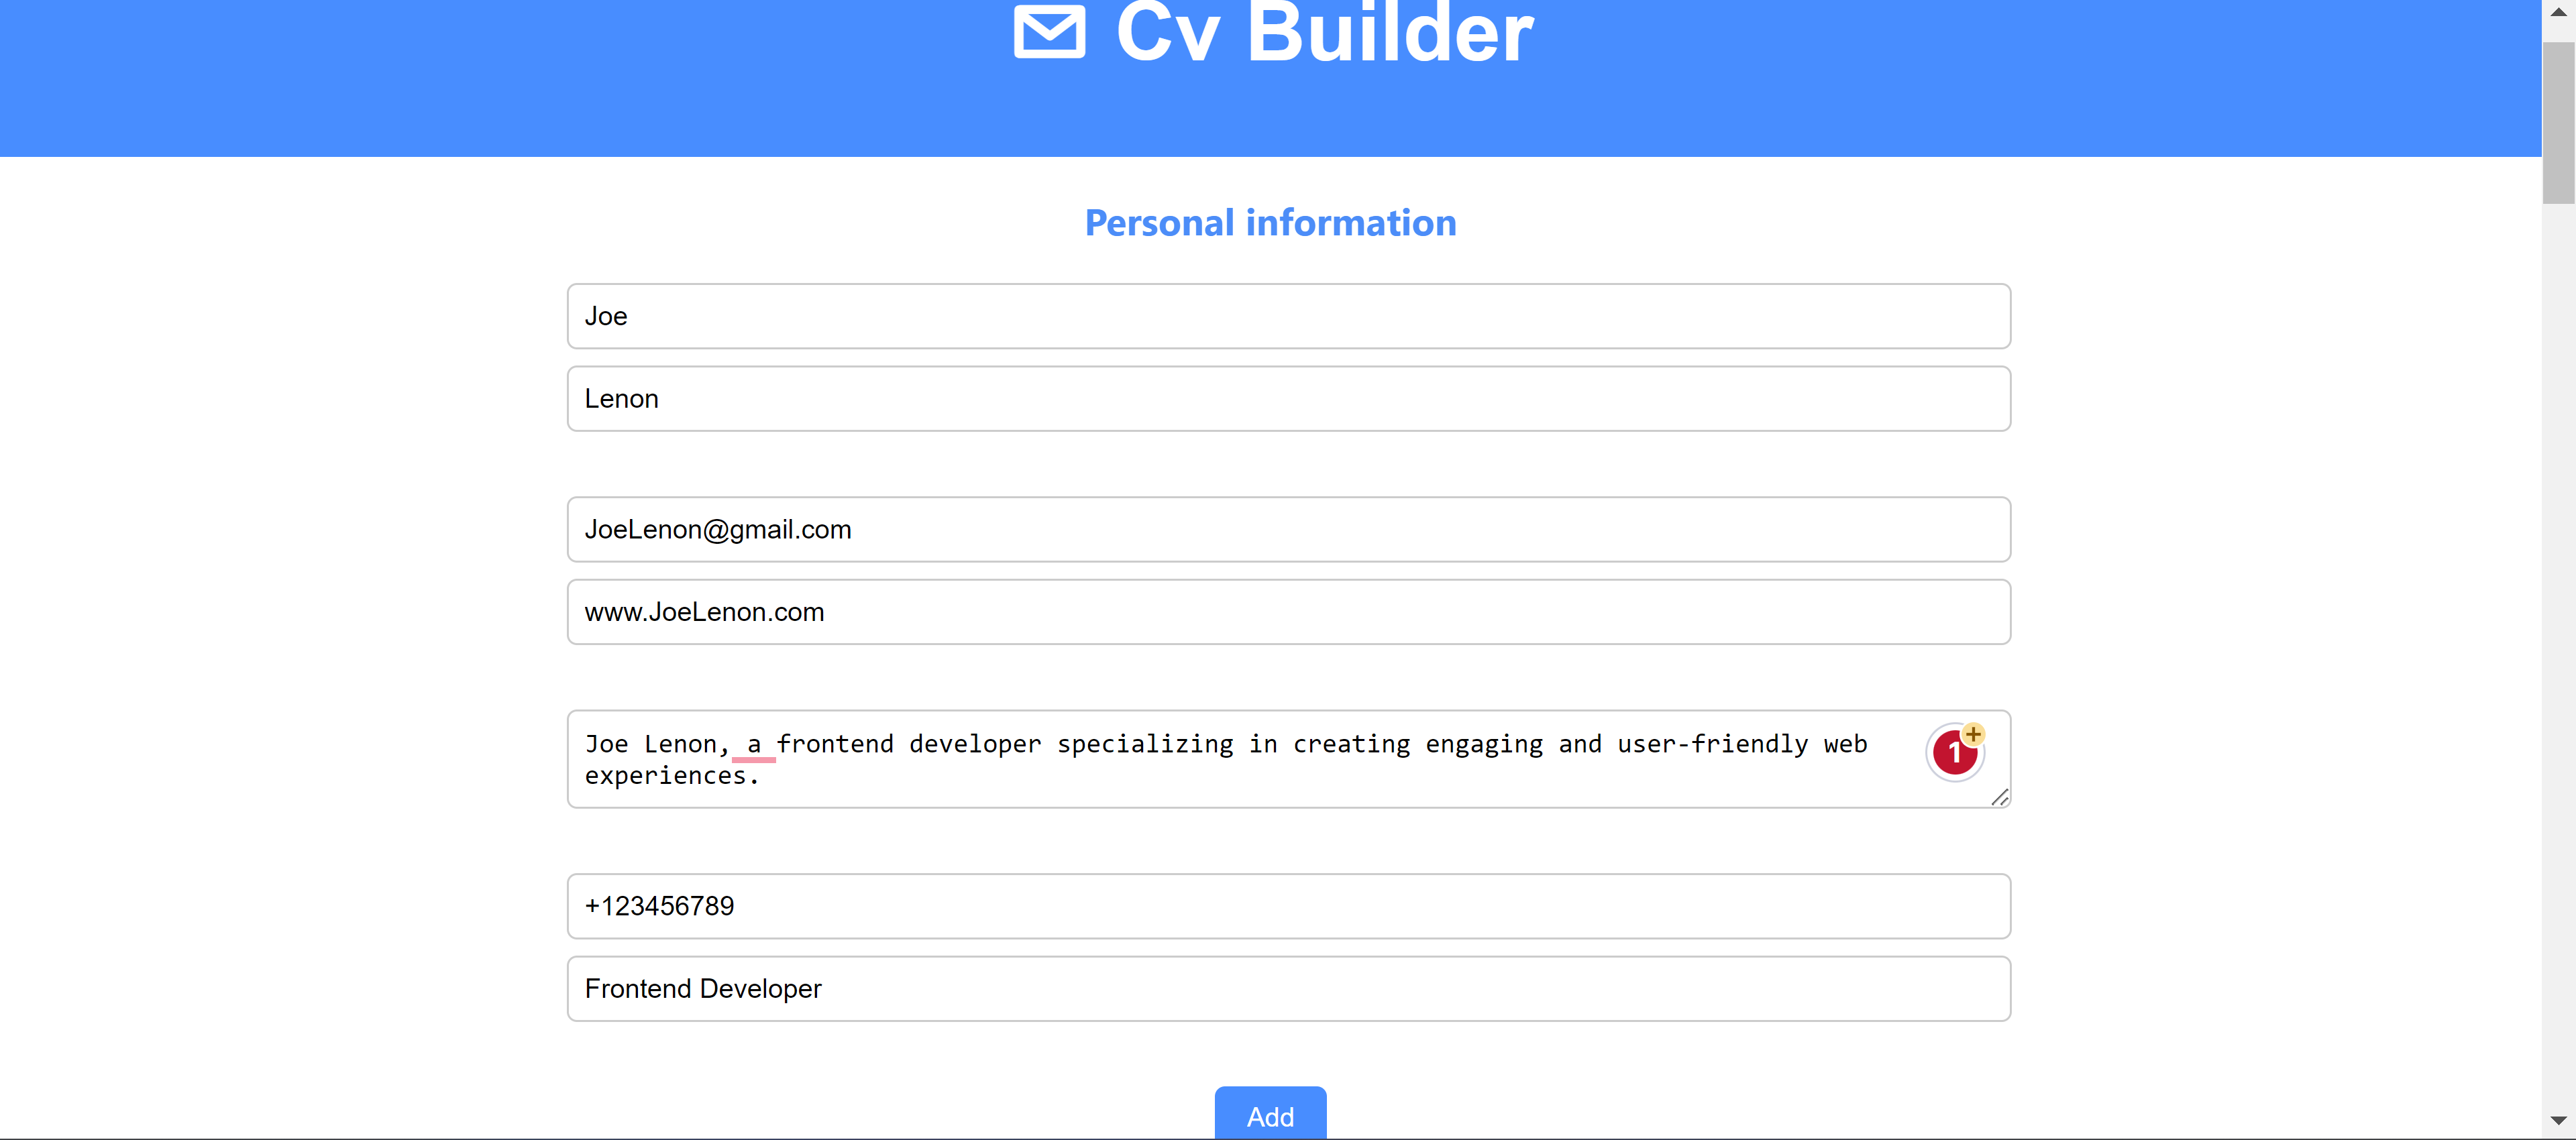 Cv Builder
Personal information
Joe
Lenon
JoeLenon@gmail.com
www.JoeLenon.com
Joe Lenon, a frontend developer specializing in creating engaging and user-friendly web
experiences.
1
+123456789
Frontend Developer
Add